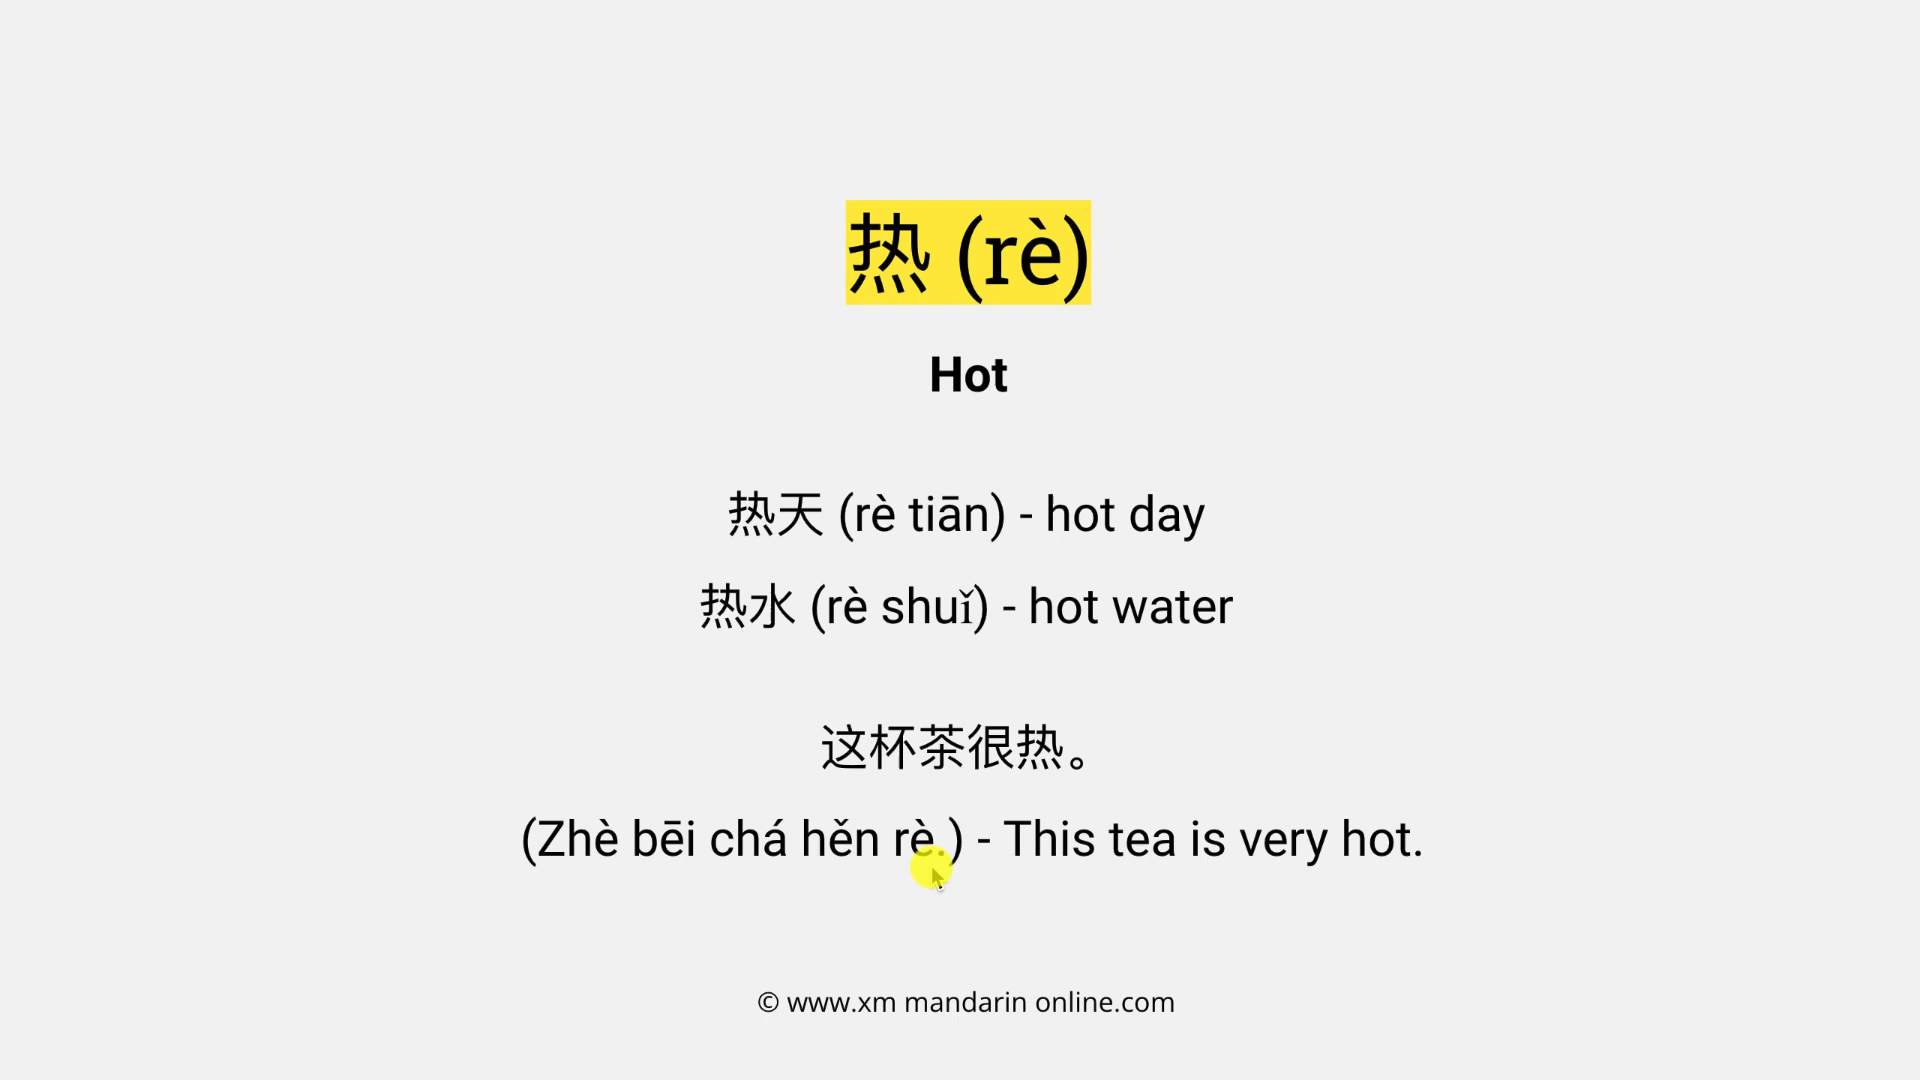 热 (rè)
Hot
热天 (rè tiān) - hot day
热水 (rè shuǐ) - hot water
这杯茶很热。
(Zhè bēi chá hěn rè.) - This tea is very hot.
© www.xm mandarin online.com